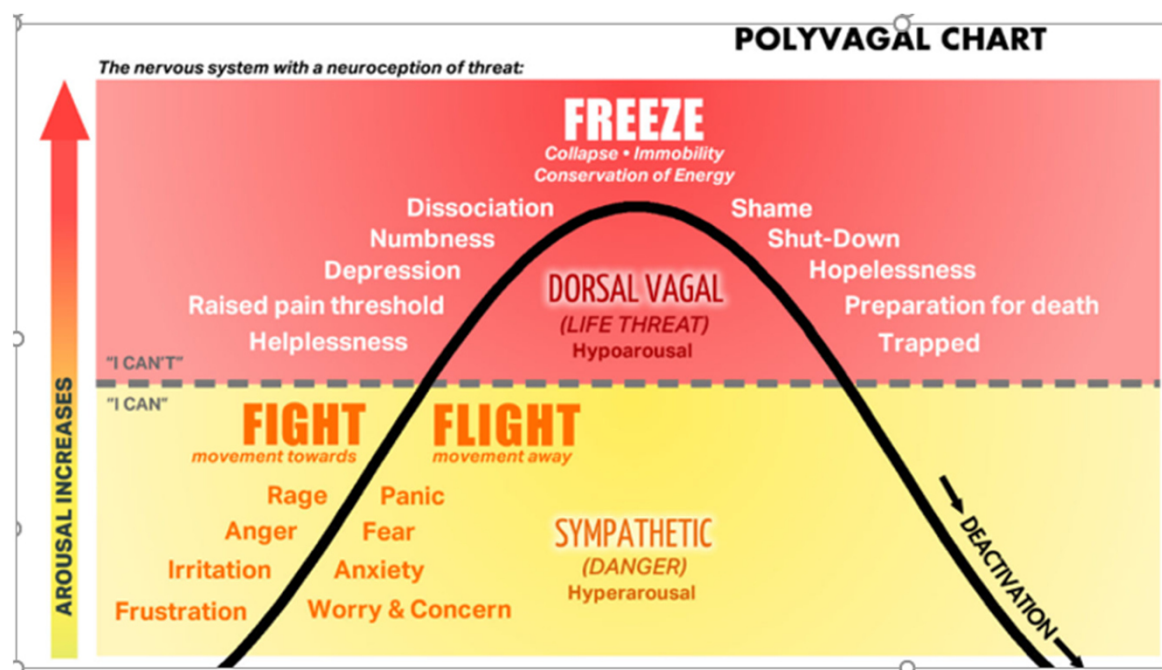 POLYVAGAL CHART
The nervous system with a neuroception of threat:
FREEZE
Collapse • Immobility
Conservation of Energy
Dissociation
Numbness
Depression
Raised pain threshold
Helplessness
Shame
Shut-Down
Hopelessness
Preparation for death
Trapped
DORSAL VAGAL
(LIFE THREAT)
Hypoarousal
"I CAN'T"
"I CAN"
FIGHT
movement towards
Rage
Anger
Irritation
Frustration
FLIGHT
movement away
Panic
Fear
Anxiety
Worry & Concern
SYMPATHETIC
(DANGER)
Hyperarousal
DEACTIVATION
AROUSAL INCREASES